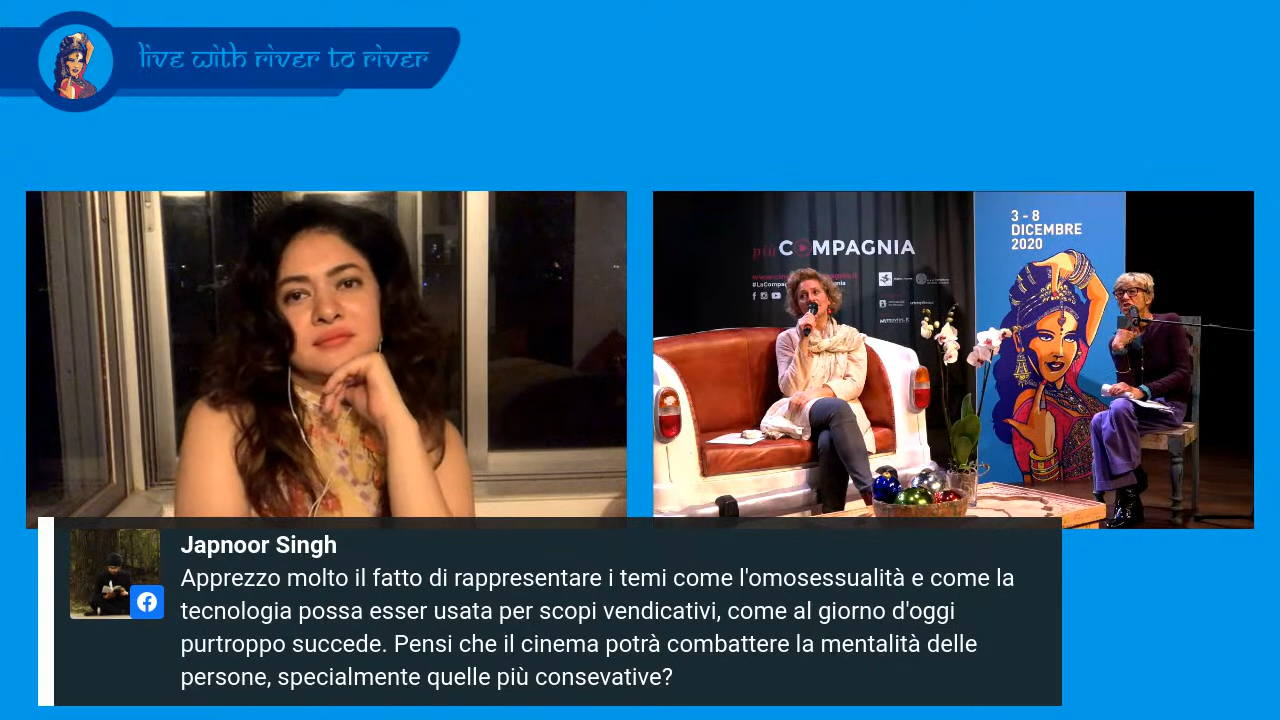 live with river to river
più COMPAGNIA
3 - 8
DICEMBRE
2020
Japnoor Singh
Apprezzo molto il fatto di rappresentare i temi come l'omosessualità e come la
tecnologia possa esser usata per scopi vendicativi, come al giorno d'oggi
purtroppo succede. Pensi che il cinema potrà combattere la mentalità delle
persone, specialmente quelle più consevative?